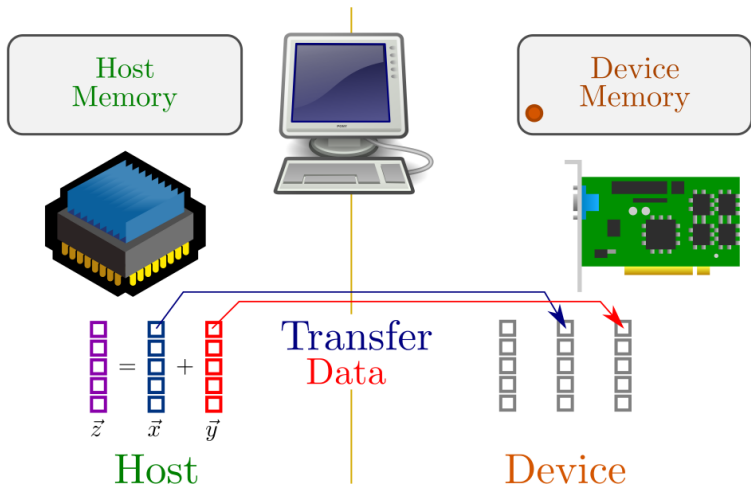 Host
Memory
Device
Memory
Transfer
Data
= +
z⃗ x⃗ y⃗
Host
Device